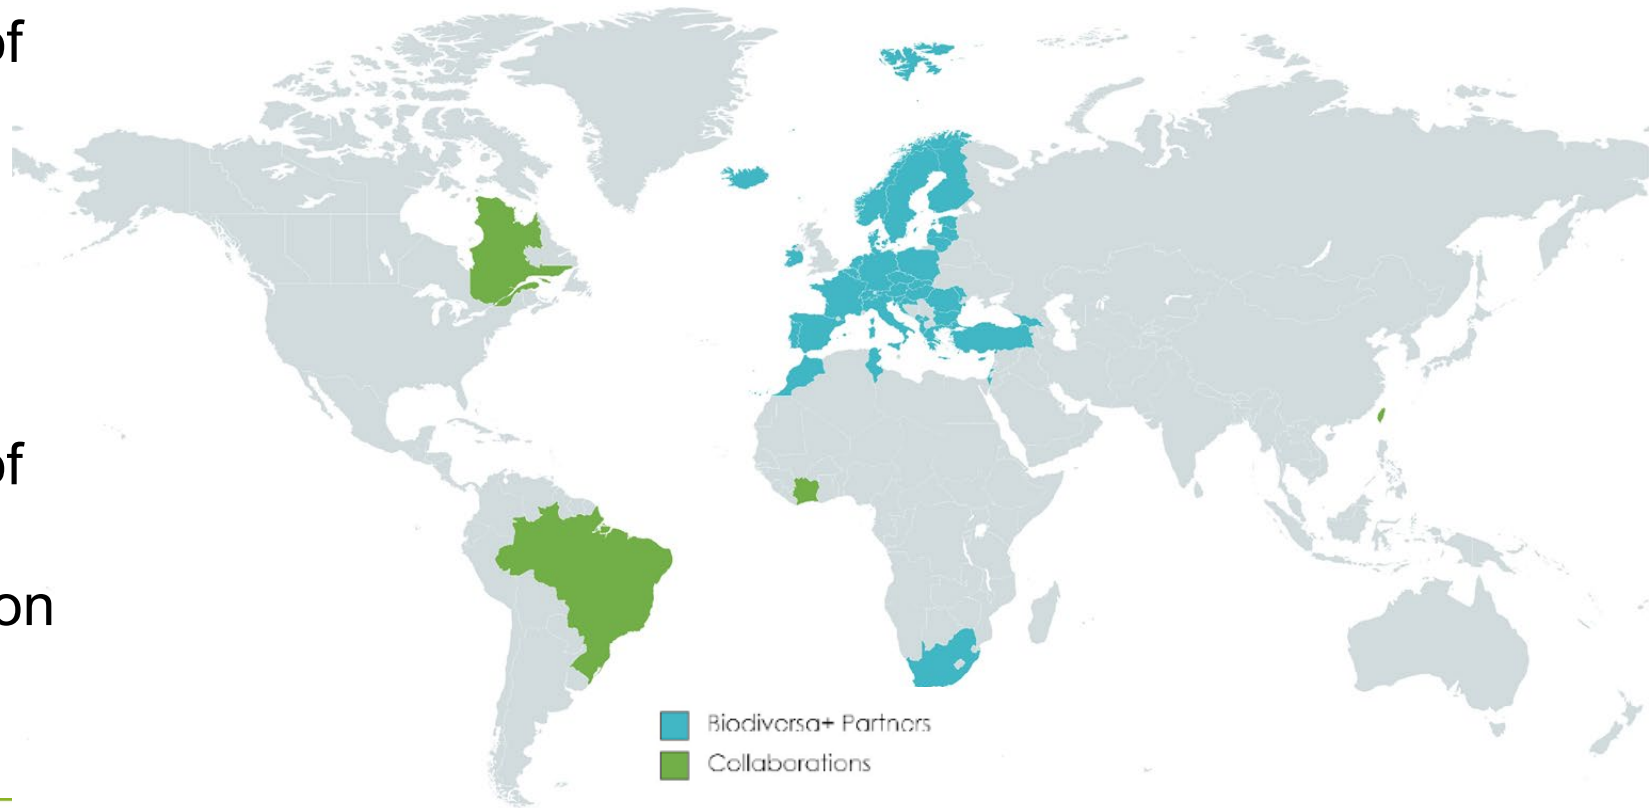 of
of
on
Biodiversa+ Partners
Collaborations